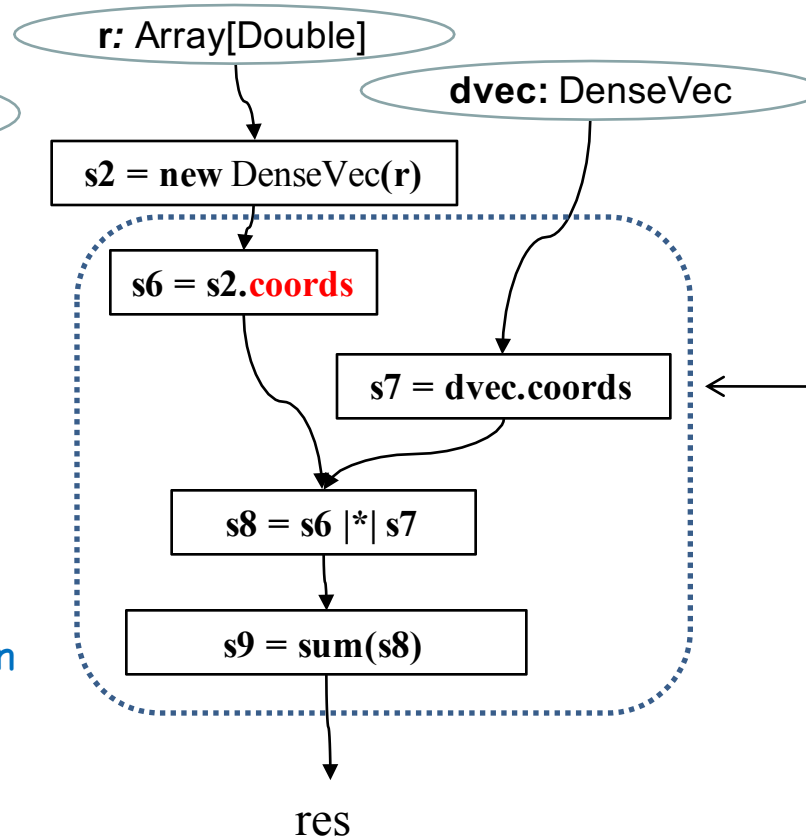 r: Array[Double]
dvec: DenseVec
s2 = new DenseVec(r)
s6 = s2.coords
s7 = dvec.coords
s8 = s6 |*| s7
s9 = sum(s8)
res